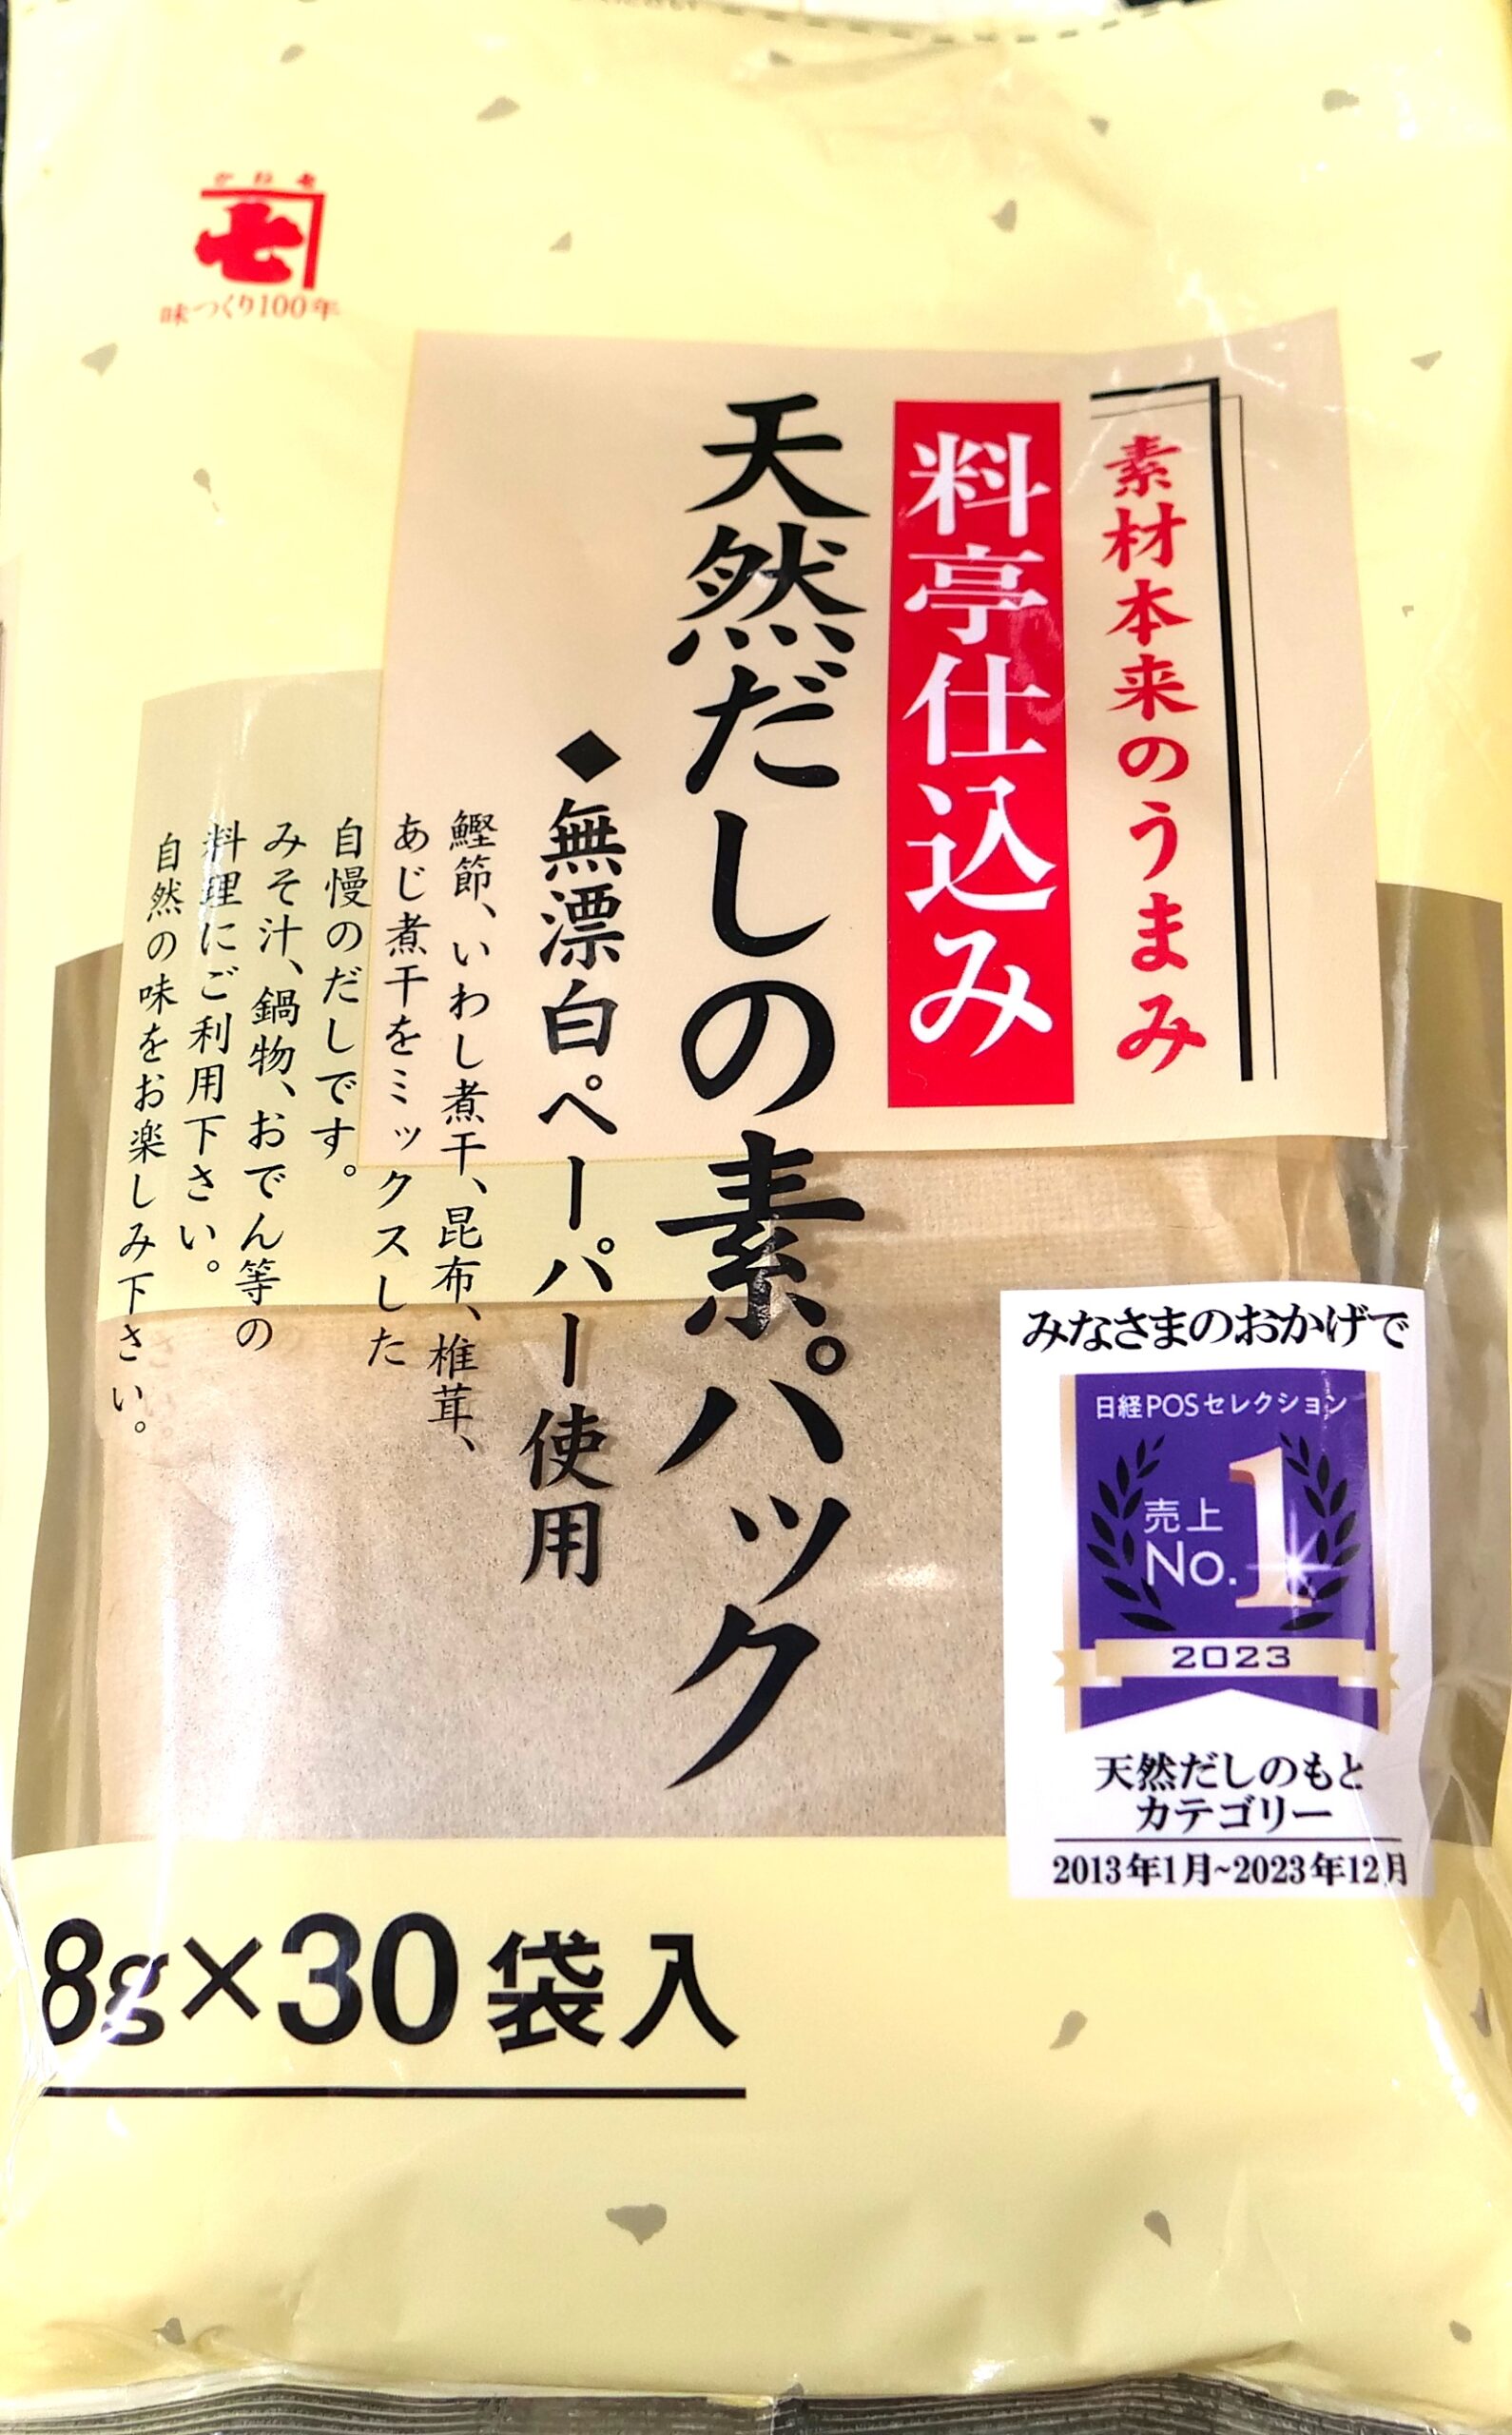 かね七
味つくり100年
素材本来のうまみ
料亭仕込み
天然だしの素パック
◆無漂白ペーパー使用
鰹節、いわし煮干、昆布、椎茸、
あじ煮干をミックスした
自慢のだしです。
みそ汁、鍋物、おでん等の
料理にご利用下さい。
自然の味をお楽しみ下さい。
みなさまのおかげで
日経POSセレクション
売上
No.1
2023
天然だしのもと
カテゴリー
2013年1月~2023年12月
8g×30袋入